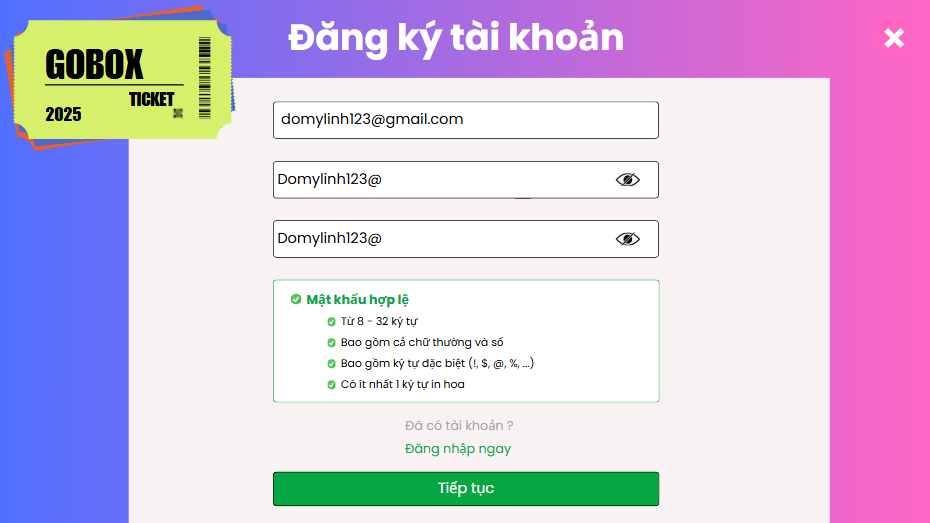 Đăng ký tài khoản
GOBOX
TICKET
2025
domylinh123@gmail.com
Domylinh123@
Domylinh123@
Mật khẩu hợp lệ
Từ 8 - 32 ký tự
Bao gồm cả chữ thường và số
Bao gồm ký tự đặc biệt (!, $, @, %, ...)
Có ít nhất 1 ký tự in hoa
Đã có tài khoản ?
Đăng nhập ngay
Tiếp tục